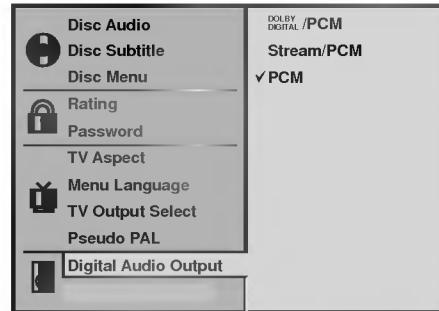 Disc Audio
Disc Subtitle
Disc Menu
Rating
Password
TV Aspect
Menu Language
TV Output Select
Pseudo PAL
Digital Audio Output
DOLBY DIGITAL /PCM
Stream/PCM
✓PCM